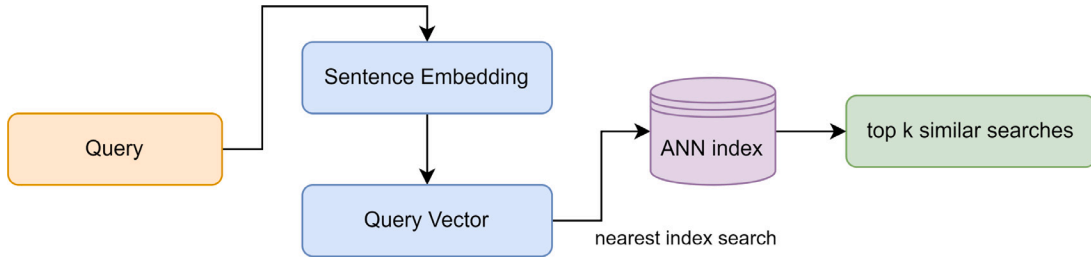 Query
Sentence Embedding
Query Vector
nearest index search
ANN index
top k similar searches